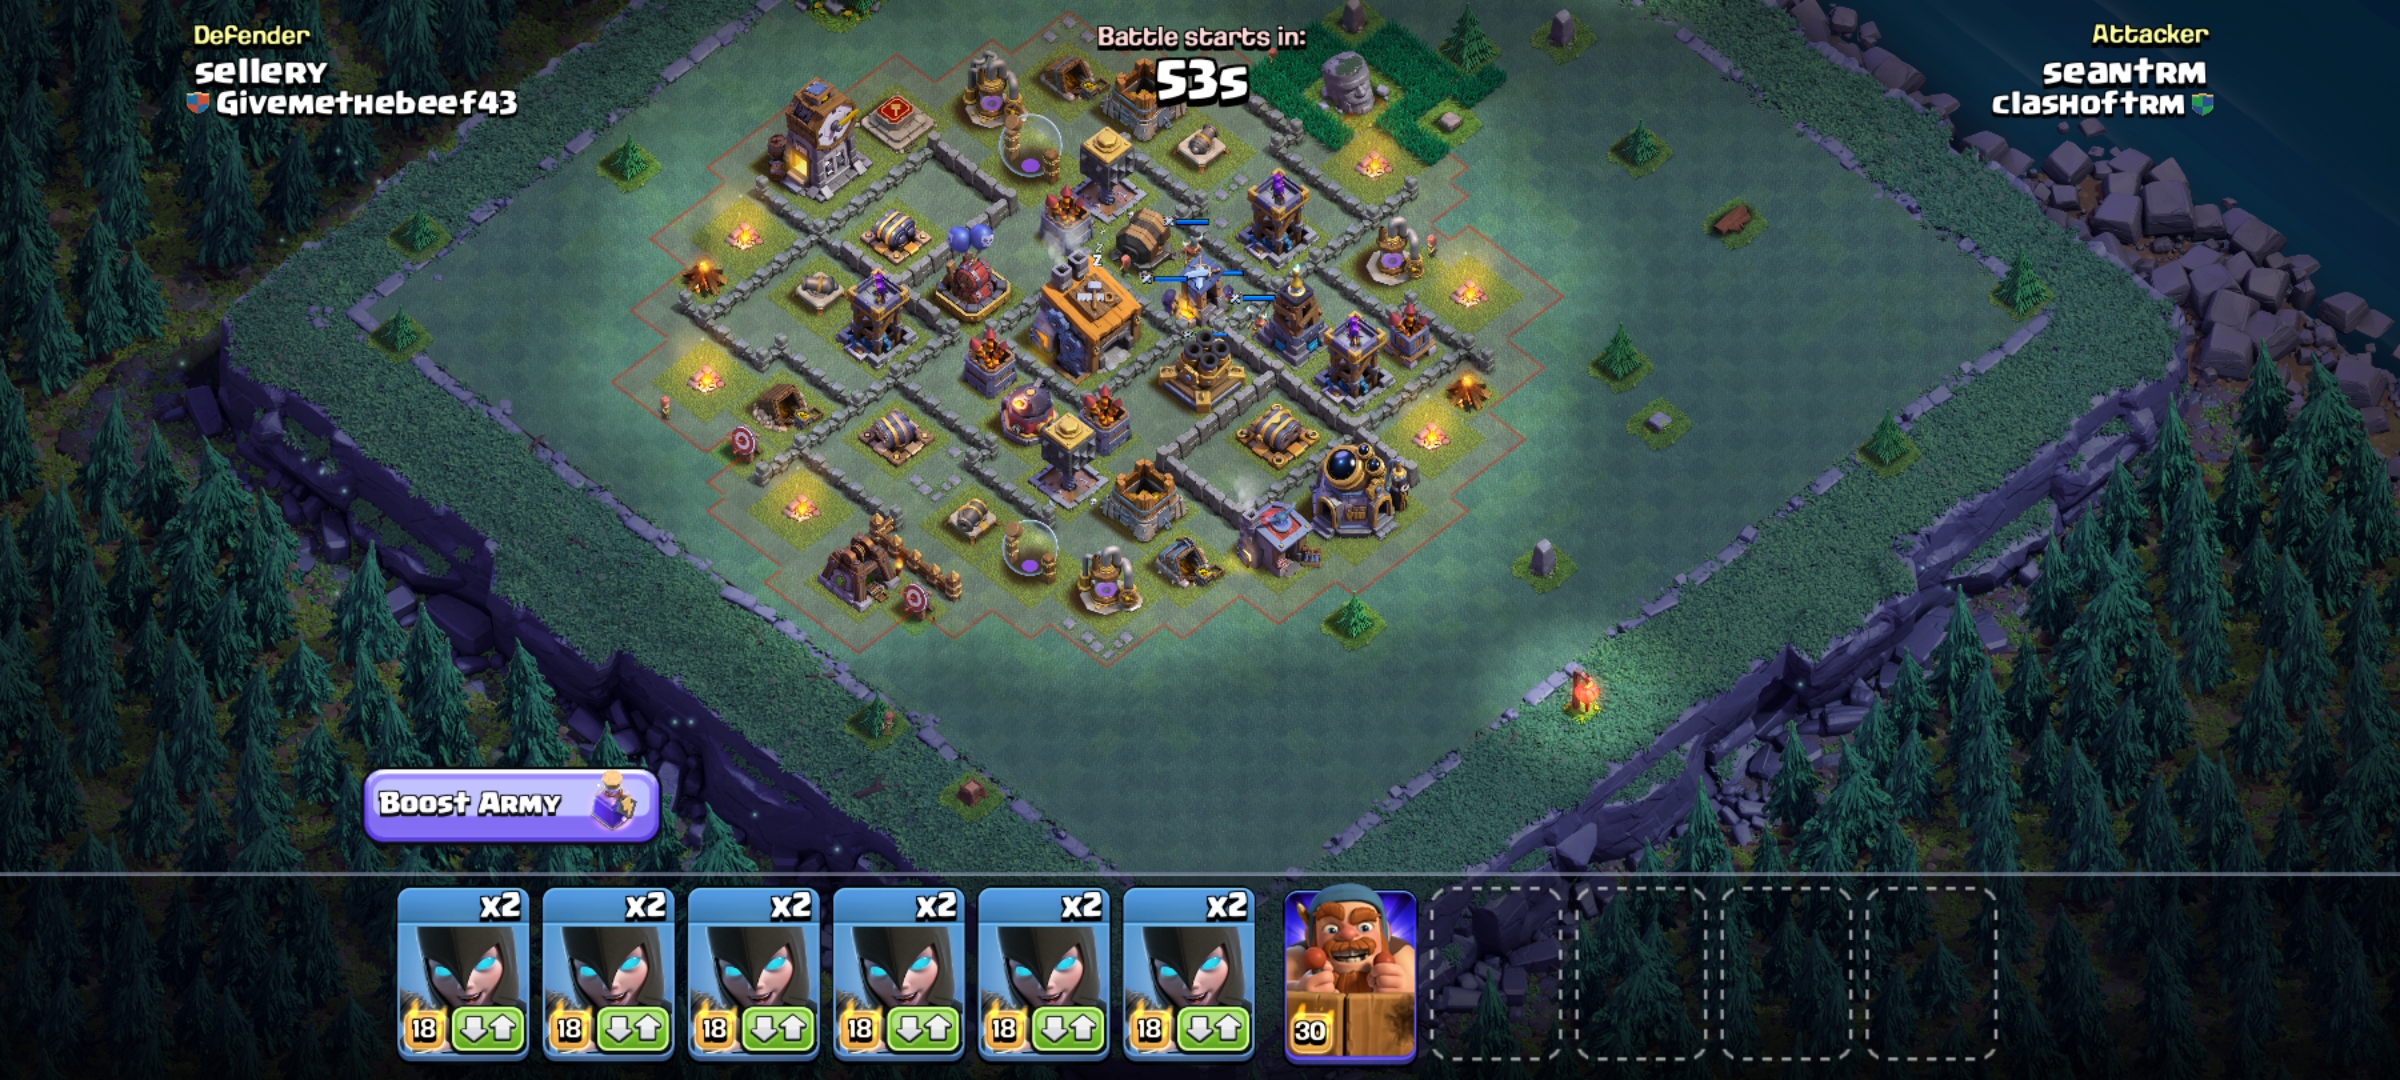 Defender
sellery
Givemethebeef43
Battle starts in:
53s
Attacker
seantrm
clashoftrm
Boost Army
x2 x2 x2 x2 x2 x2
18 18 18 18 18 18 30